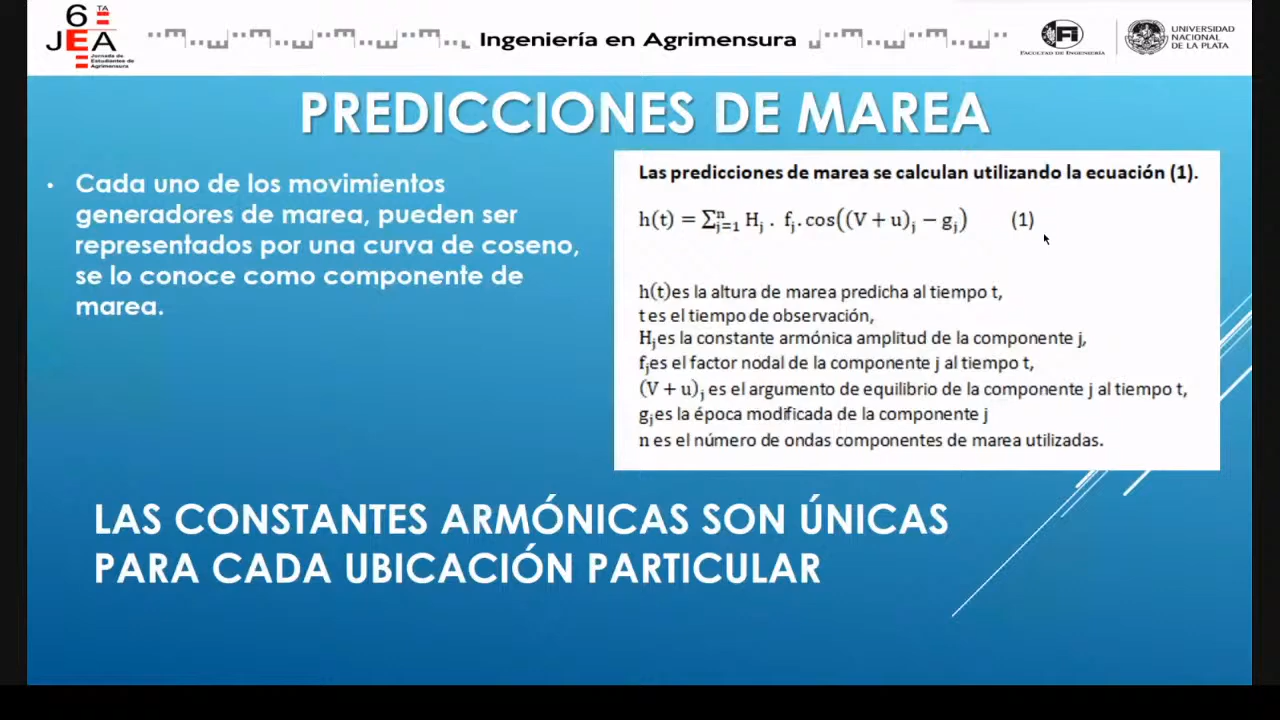 6 TA
JEA
Jornada de
Estudiantes de
Agrimensura
Ingeniería en Agrimensura
FACULTAD DE INGENIERÍA
UNIVERSIDAD
NACIONAL
DE LA PLATA
PREDICCIONES DE MAREA
• Cada uno de los movimientos
generadores de marea, pueden ser
representados por una curva de coseno,
se lo conoce como componente de
marea.
Las predicciones de marea se calculan utilizando la ecuación (1).
h(t) = ∑ⁿⱼ₌₁ Hⱼ . fⱼ. cos((V + u)ⱼ − gⱼ) (1)
h(t)es la altura de marea predicha al tiempo t,
t es el tiempo de observación,
Hⱼes la constante armónica amplitud de la componente j,
fⱼes el factor nodal de la componente j al tiempo t,
(V + u)ⱼ es el argumento de equilibrio de la componente j al tiempo t,
gⱼes la época modificada de la componente j
n es el número de ondas componentes de marea utilizadas.
LAS CONSTANTES ARMÓNICAS SON ÚNICAS
PARA CADA UBICACIÓN PARTICULAR